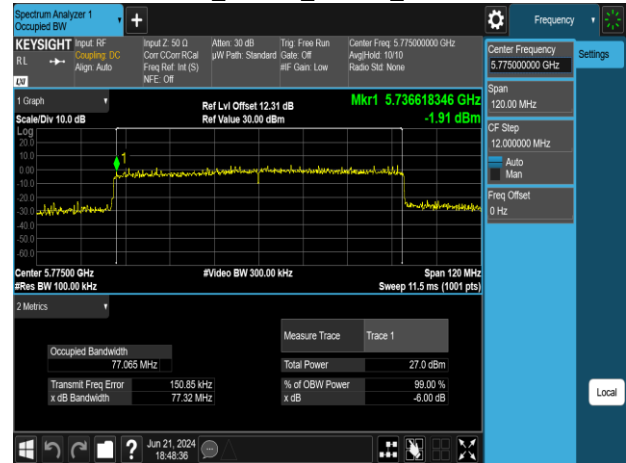 Spectrum Analyzer 1
Occupied BW
Frequency
KEYSIGHT
RL
LXI
Input: RF
Coupling: DC
Align: Auto
Input Z: 50 Ω
Corr CCorr RCal
Freq Ref: Int (S)
NFE: Off
Atten: 30 dB
µW Path: Standard
Trig: Free Run
Gate: Off
#IF Gain: Low
Center Freq: 5.775000000 GHz
Avg|Hold: 10/10
Radio Std: None
Center Frequency
5.77500000 GHz
Settings
Span
120.00 MHz
CF Step
12.000000 MHz
Auto
Man
Freq Offset
0 Hz
Local
1 Graph
Scale/Div 10.0 dB
Ref Lvl Offset 12.31 dB
Ref Value 30.00 dBm
Mkr1 5.736618346 GHz
-1.91 dBm
Log
20.0
10.0
0.00
-10.0
-20.0
-30.0
-40.0
-50.0
-60.0
1
Center 5.77500 GHz
#Res BW 100.00 kHz
#Video BW 300.00 kHz
Span 120 MHz
Sweep 11.5 ms (1001 pts)
2 Metrics
Measure Trace Trace 1
Occupied Bandwidth
77.065 MHz
Total Power 27.0 dBm
Transmit Freq Error 150.85 kHz
% of OBW Power 99.00 %
x dB Bandwidth 77.32 MHz
x dB -6.00 dB
Jun 21, 2024
18:48:36